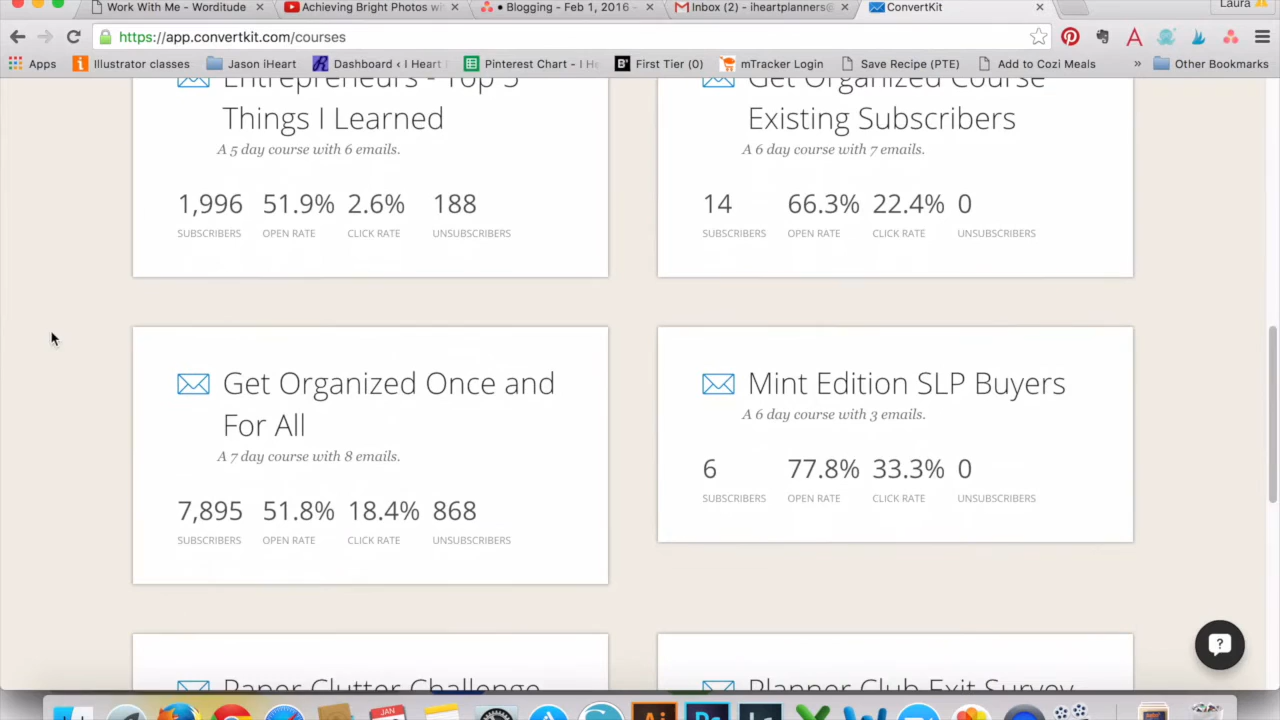 Work With Me - Worditude
Achieving Bright Photos wi
• Blogging - Feb 1, 2016 -
Inbox (2) - iheartplanners@
ConvertKit
Laura
https://app.convertkit.com/courses
Apps
Illustrator classes
Jason iHeart
Dashboard ‹ I Heart
Pinterest Chart - I He
First Tier (0)
mTracker Login
Save Recipe (PTE)
Add to Cozi Meals
»
Other Bookmarks
Entrepreneurs - Top 5
Things I Learned
A 5 day course with 6 emails.
1,996 51.9% 2.6% 188
SUBSCRIBERS OPEN RATE CLICK RATE UNSUBSCRIBERS
Get Organized Course
Existing Subscribers
A 6 day course with 7 emails.
14 66.3% 22.4% 0
SUBSCRIBERS OPEN RATE CLICK RATE UNSUBSCRIBERS
Get Organized Once and
For All
A 7 day course with 8 emails.
7,895 51.8% 18.4% 868
SUBSCRIBERS OPEN RATE CLICK RATE UNSUBSCRIBERS
Mint Edition SLP Buyers
A 6 day course with 3 emails.
6 77.8% 33.3% 0
SUBSCRIBERS OPEN RATE CLICK RATE UNSUBSCRIBERS
Paper Clutter Challenge
Planner Club Exit Survey
JAN
Ai
Ps
Lr